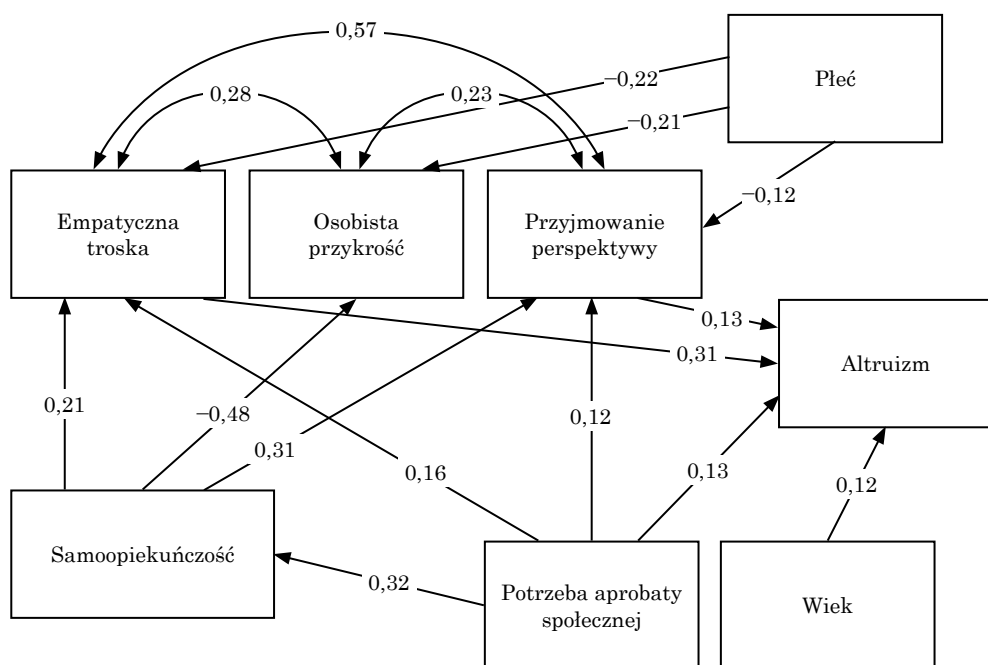 0,57
Płeć
−0,22
0,28
0,23
−0,21
−0,12
Empatyczna
troska
Osobista
przykrość
Przyjmowanie
perspektywy
0,13
0,31
Altruizm
0,21
−0,48
0,12
0,31
0,16
0,13
0,12
Samoopiekuńczość
0,32
Potrzeba aprobaty
społecznej
Wiek